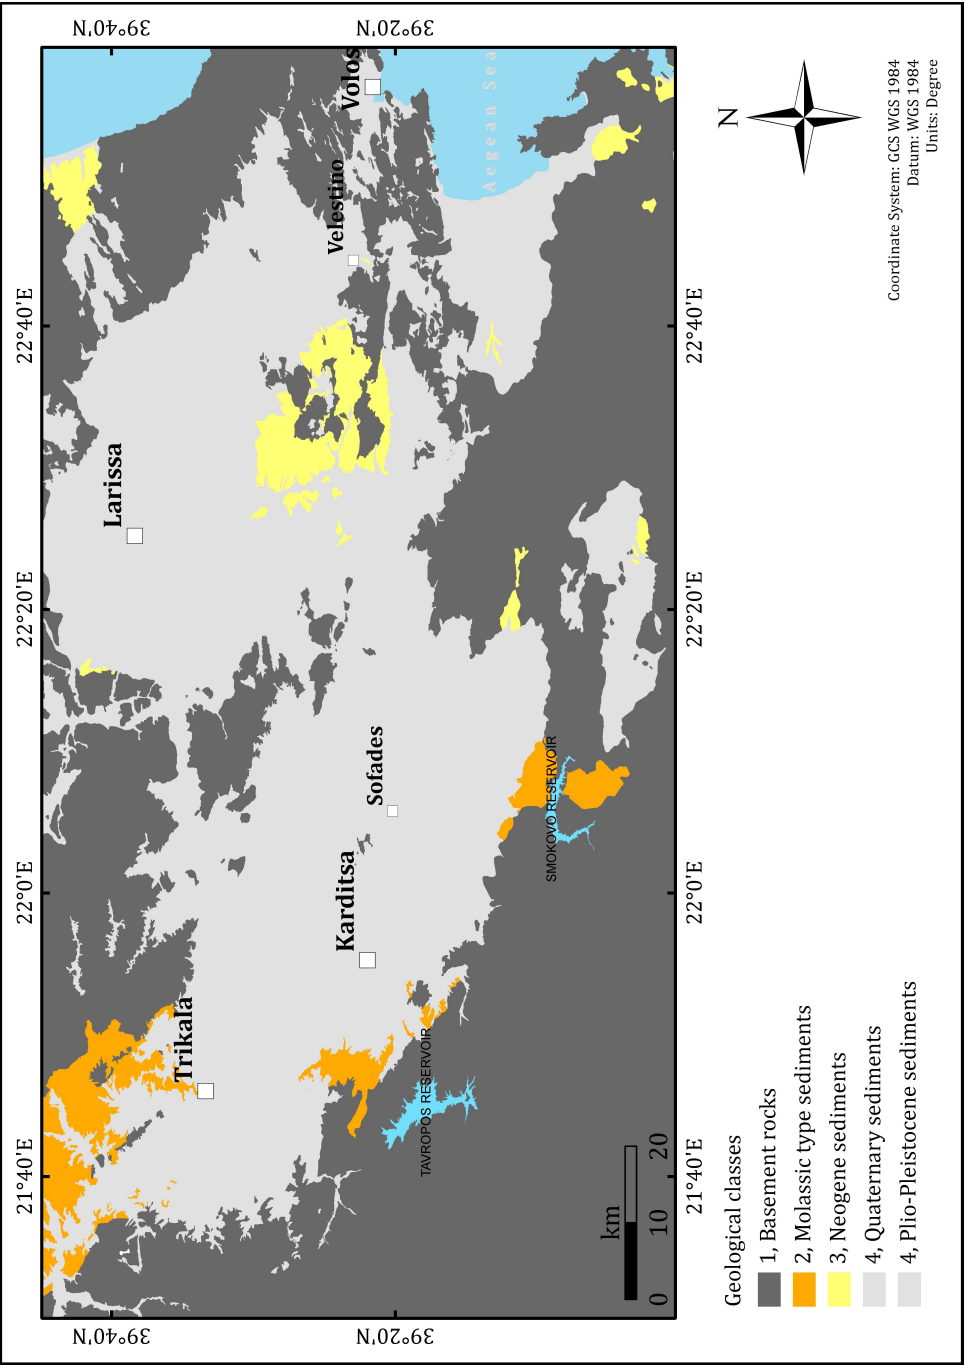 21°40'E
22°0'E
22°20'E
22°40'E
39°40'N
39°40'N
Larissa
Trikala
Velestino
Volos
Karditsa
Sofades
39°20'N
39°20'N
TAVROPOS RESERVOIR
Aegean Sea
SMOKOVO RESERVOIR
km
0 10 20
21°40'E
22°0'E
22°20'E
22°40'E
Geological classes
1, Basement rocks
2, Molassic type sediments
3, Neogene sediments
4, Quaternary sediments
4, Plio-Pleistocene sediments
N
Coordinate System: GCS WGS 1984
Datum: WGS 1984
Units: Degree